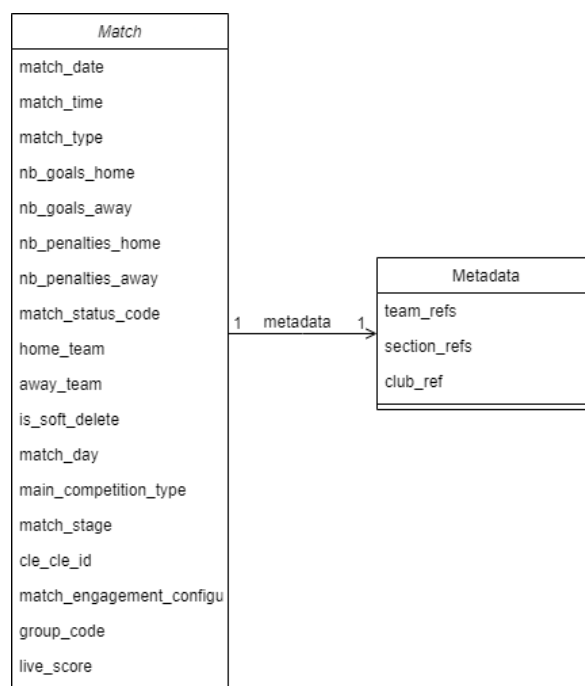 Match
match_date
match_time
match_type
nb_goals_home
nb_goals_away
nb_penalties_home
nb_penalties_away
match_status_code
home_team
away_team
is_soft_delete
match_day
main_competition_type
match_stage
cle_cle_id
match_engagement_configu
group_code
live_score
1 metadata 1
Metadata
team_refs
section_refs
club_ref